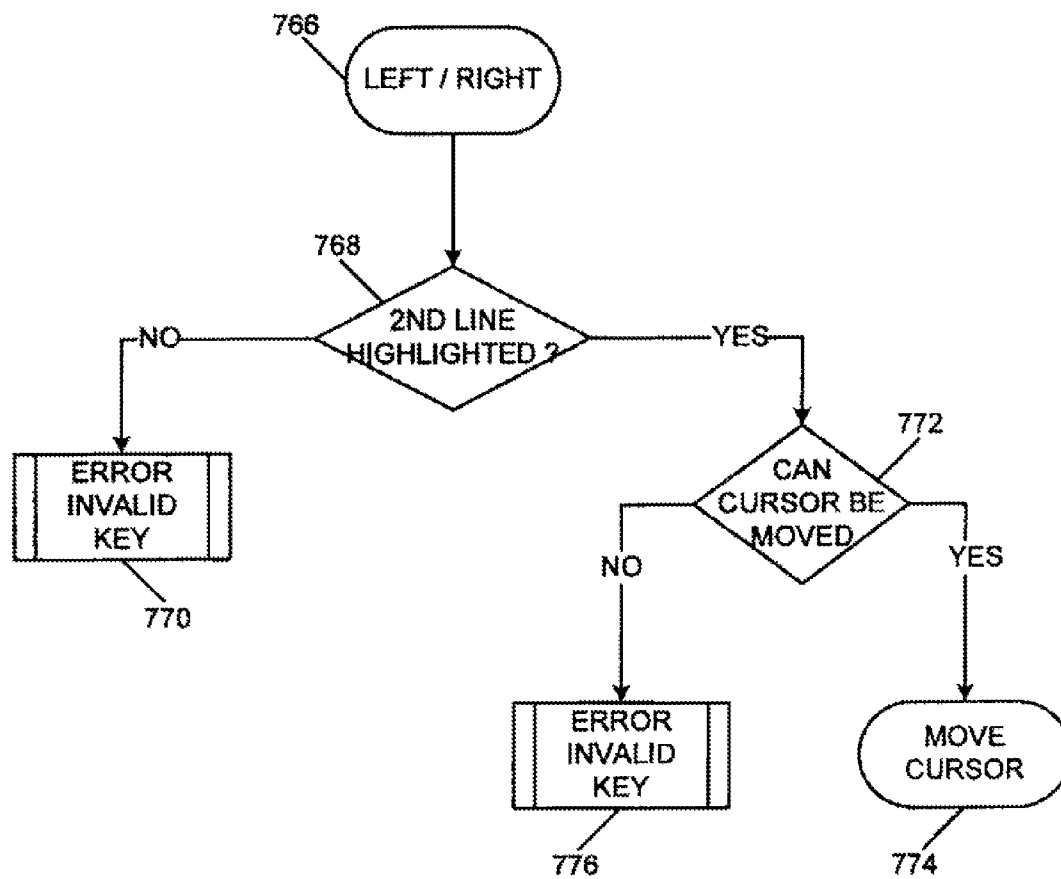 766
LEFT / RIGHT
768
2ND LINE
HIGHLIGHTED ?
NO
YES
ERROR
INVALID
KEY
770
772
CAN
CURSOR BE
MOVED
NO
YES
ERROR
INVALID
KEY
776
MOVE
CURSOR
774